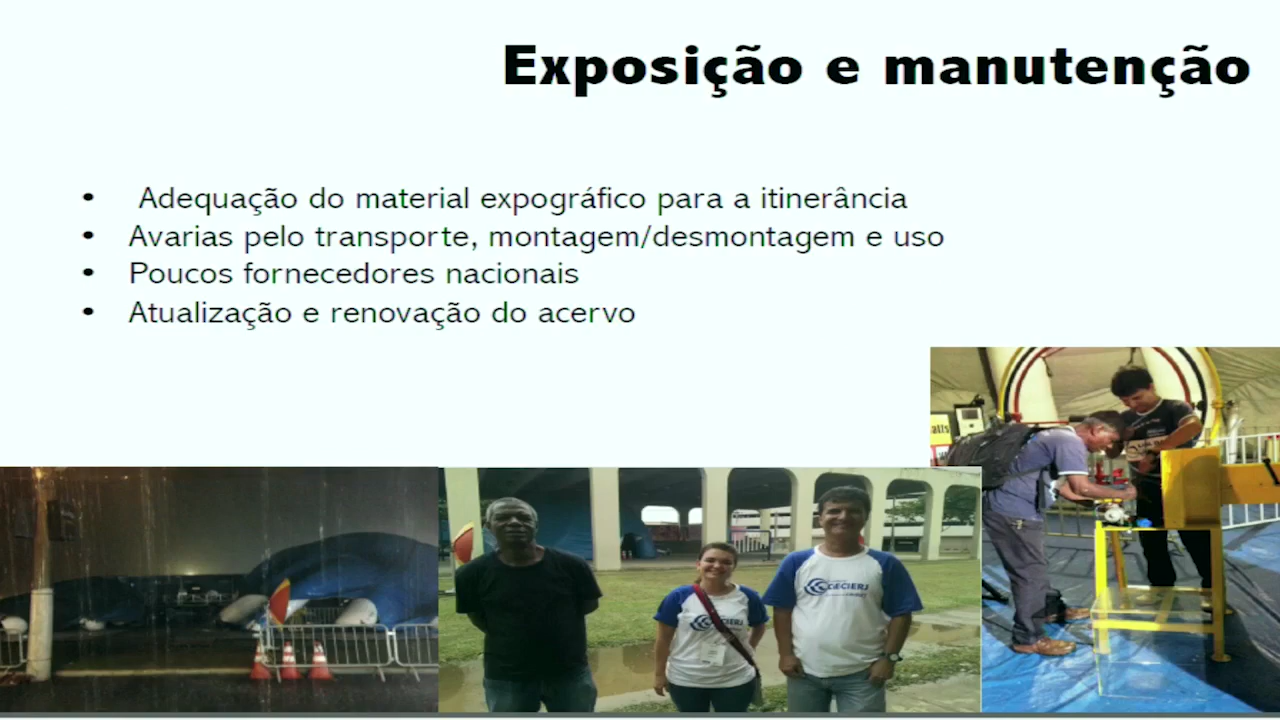 Exposição e manutenção
• Adequação do material expográfico para a itinerância
• Avarias pelo transporte, montagem/desmontagem e uso
• Poucos fornecedores nacionais
• Atualização e renovação do acervo
CECIERJ